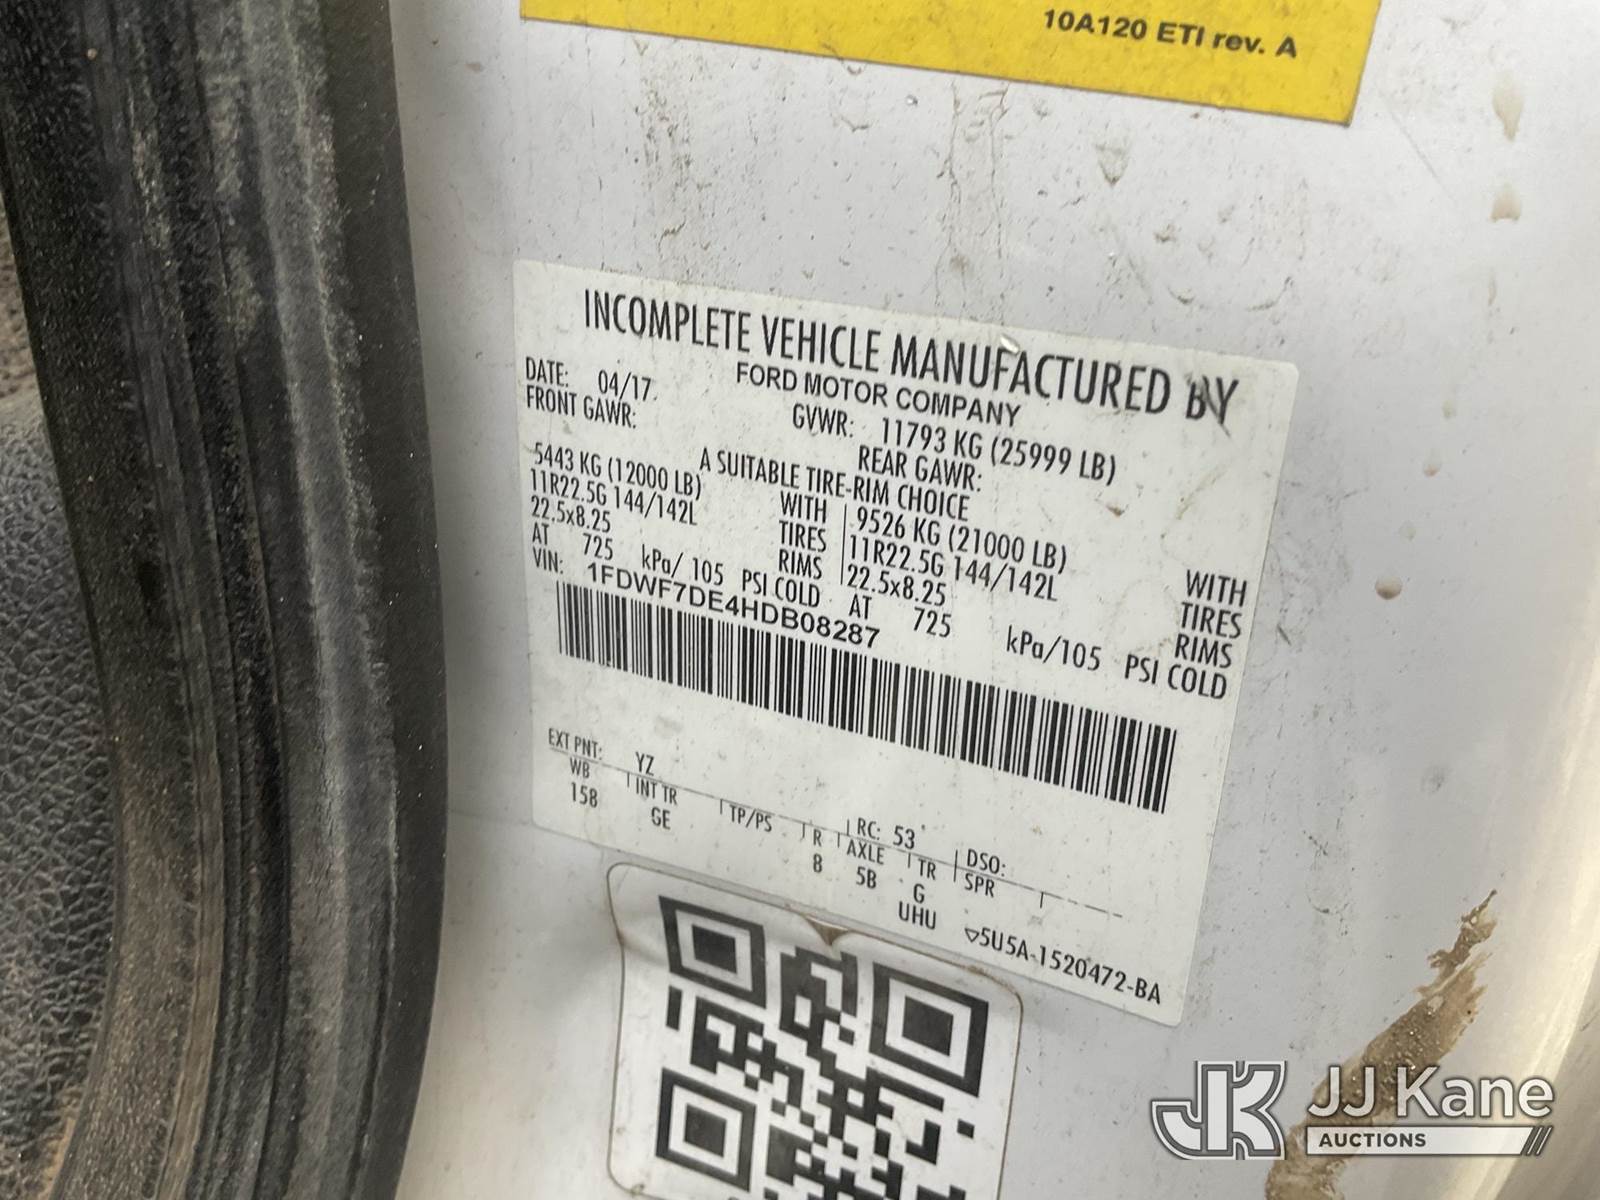 10A120 ETI rev. A
INCOMPLETE VEHICLE MANUFACTURED BY
FORD MOTOR COMPANY
DATE: 04/17 GVWR: 11793 KG (25999 LB)
FRONT GAWR: REAR GAWR:
A SUITABLE TIRE-RIM CHOICE
5443 KG (12000 LB) WITH 9526 KG (21000 LB) WITH
11R22.5G 144/142L TIRES 11R22.5G 144/142L TIRES
22.5x8.25 RIMS 22.5x8.25 RIMS
AT 725 kPa/ 105 PSI COLD AT 725 kPa/105 PSI COLD
VIN: 1FDWF7DE4HDB08287
EXT PNT: YZ RC: 53 DSO:
WB INT TR TP/PS R AXLE TR SPR
158 GE 8 5B G
UHU ▽5U5A-1520472-BA
JJ Kane
AUCTIONS